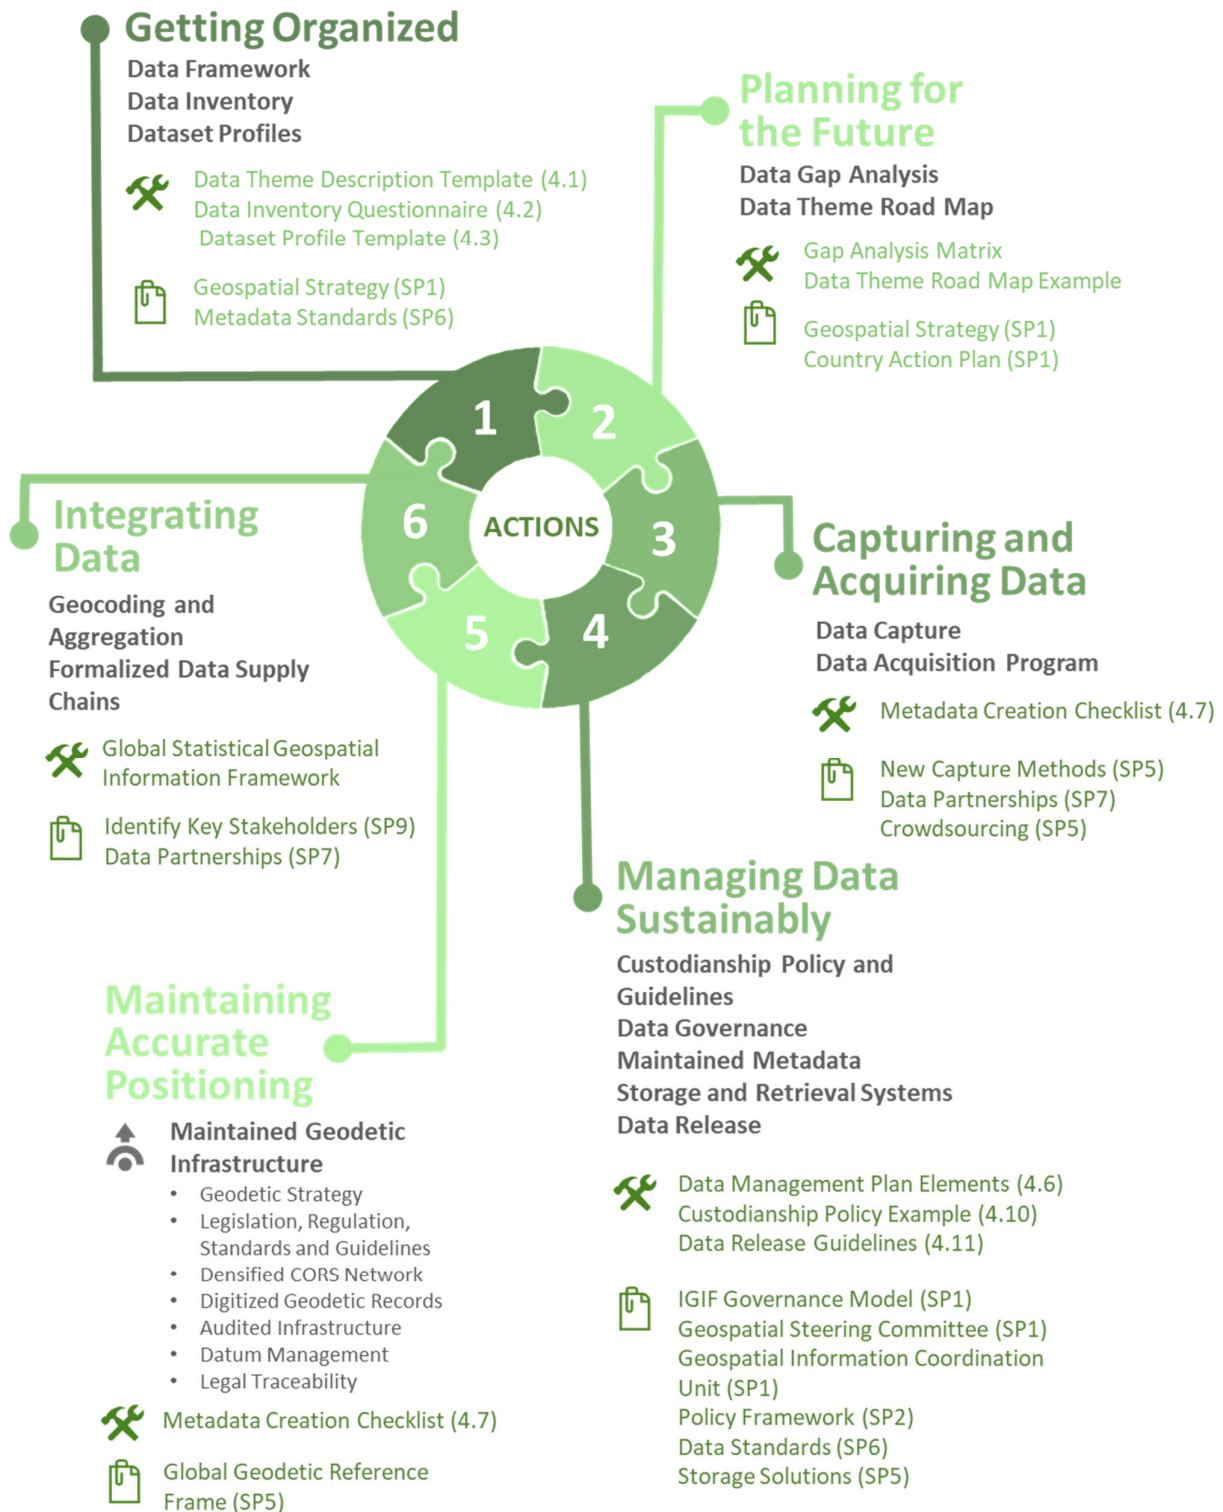 Getting Organized
Data Framework
Data Inventory
Dataset Profiles
Data Theme Description Template (4.1)
Data Inventory Questionnaire (4.2)
Dataset Profile Template (4.3)
Geospatial Strategy (SP1)
Metadata Standards (SP6)
Planning for
the Future
Data Gap Analysis
Data Theme Road Map
Gap Analysis Matrix
Data Theme Road Map Example
Geospatial Strategy (SP1)
Country Action Plan (SP1)
1
2
3
4
5
6
ACTIONS
Capturing and
Acquiring Data
Data Capture
Data Acquisition Program
Metadata Creation Checklist (4.7)
New Capture Methods (SP5)
Data Partnerships (SP7)
Crowdsourcing (SP5)
Integrating
Data
Geocoding and
Aggregation
Formalized Data Supply
Chains
Global Statistical Geospatial
Information Framework
Identify Key Stakeholders (SP9)
Data Partnerships (SP7)
Managing Data
Sustainably
Custodianship Policy and
Guidelines
Data Governance
Maintained Metadata
Storage and Retrieval Systems
Data Release
Data Management Plan Elements (4.6)
Custodianship Policy Example (4.10)
Data Release Guidelines (4.11)
IGIF Governance Model (SP1)
Geospatial Steering Committee (SP1)
Geospatial Information Coordination
Unit (SP1)
Policy Framework (SP2)
Data Standards (SP6)
Storage Solutions (SP5)
Maintaining
Accurate
Positioning
Maintained Geodetic
Infrastructure
• Geodetic Strategy
• Legislation, Regulation,
Standards and Guidelines
• Densified CORS Network
• Digitized Geodetic Records
• Audited Infrastructure
• Datum Management
• Legal Traceability
Metadata Creation Checklist (4.7)
Global Geodetic Reference
Frame (SP5)